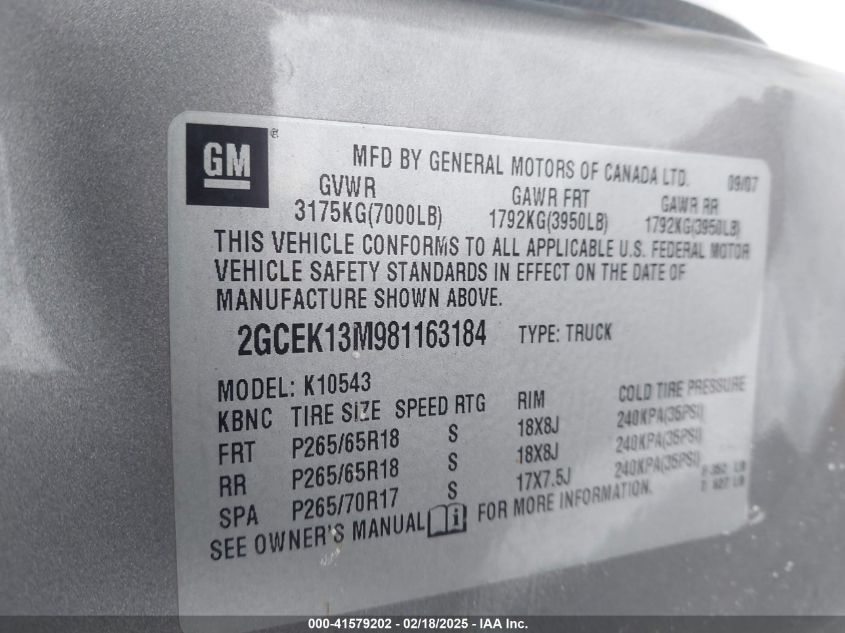 GM ®
MFD BY GENERAL MOTORS OF CANADA LTD. 09/07
GVWR GAWR FRT GAWR RR
3175KG(7000LB) 1792KG(3950LB) 1792KG(3950LB)
THIS VEHICLE CONFORMS TO ALL APPLICABLE U.S. FEDERAL MOTOR
VEHICLE SAFETY STANDARDS IN EFFECT ON THE DATE OF
MANUFACTURE SHOWN ABOVE.
2GCEK13M981163184 TYPE: TRUCK
MODEL: K10543
KBNC TIRE SIZE SPEED RTG RIM COLD TIRE PRESSURE
FRT P265/65R18 S 18X8J 240KPA(35PSI)
RR P265/65R18 S 18X8J 240KPA(35PSI)
SPA P265/70R17 S 17X7.5J 240KPA(35PSI)
SEE OWNER'S MANUAL i FOR MORE INFORMATION.
000-41579202 - 02/18/2025 - IAA Inc.